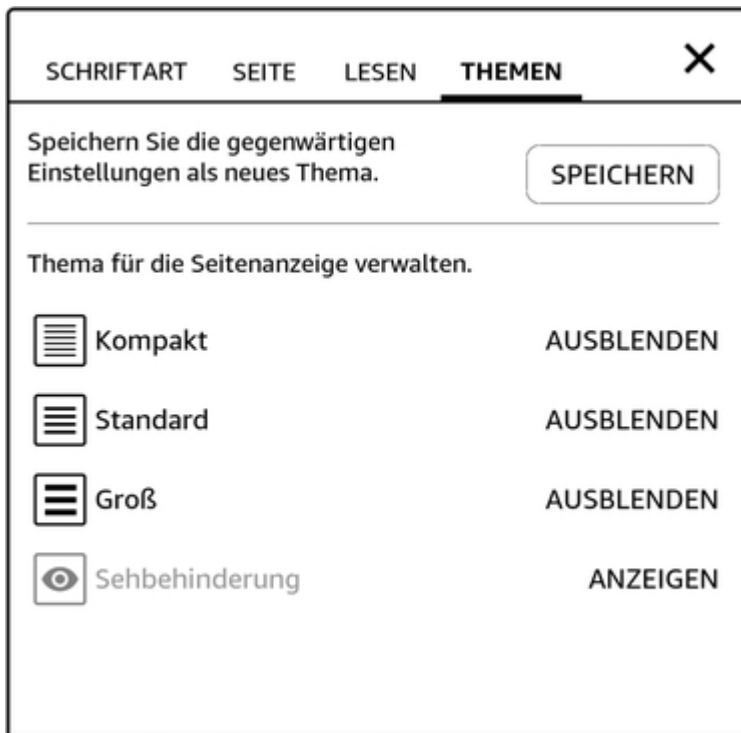 SCHRIFTART SEITE LESEN THEMEN
Speichern Sie die gegenwärtigen
Einstellungen als neues Thema.
SPEICHERN
Thema für die Seitenanzeige verwalten.
Kompakt AUSBLENDEN
Standard AUSBLENDEN
Groß AUSBLENDEN
Sehbehinderung ANZEIGEN